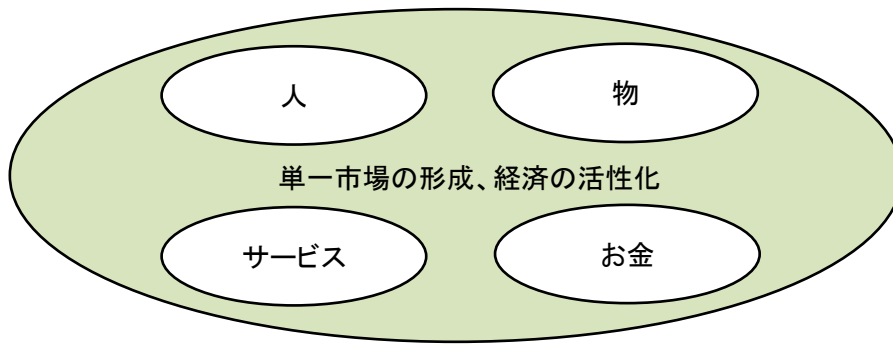 人
物
単一市場の形成、経済の活性化
サービス
お金